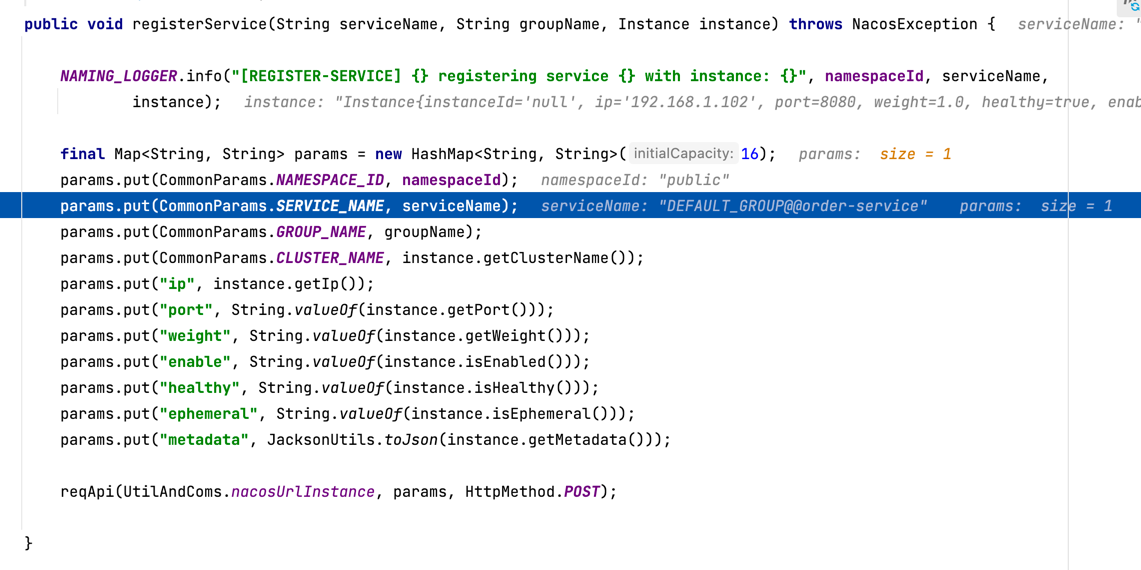 public void registerService(String serviceName, String groupName, Instance instance) throws NacosException {   serviceName: "
NAMING_LOGGER.info("[REGISTER-SERVICE] {} registering service {} with instance: {}", namespaceId, serviceName,
instance);   instance: "Instance{instanceId='null', ip='192.168.1.102', port=8080, weight=1.0, healthy=true, enab
final Map<String, String> params = new HashMap<String, String>( initialCapacity: 16);   params:  size = 1
params.put(CommonParams.NAMESPACE_ID, namespaceId);   namespaceId: "public"
params.put(CommonParams.SERVICE_NAME, serviceName);   serviceName: "DEFAULT_GROUP@@order-service"   params:  size = 1
params.put(CommonParams.GROUP_NAME, groupName);
params.put(CommonParams.CLUSTER_NAME, instance.getClusterName());
params.put("ip", instance.getIp());
params.put("port", String.valueOf(instance.getPort()));
params.put("weight", String.valueOf(instance.getWeight()));
params.put("enable", String.valueOf(instance.isEnabled()));
params.put("healthy", String.valueOf(instance.isHealthy()));
params.put("ephemeral", String.valueOf(instance.isEphemeral()));
params.put("metadata", JacksonUtils.toJson(instance.getMetadata()));
reqApi(UtilAndComs.nacosUrlInstance, params, HttpMethod.POST);
}